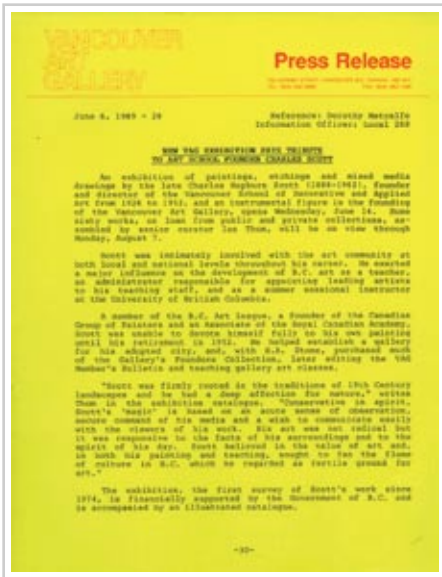 VANCOUVER
ART
GALLERY
Press Release
June 6, 1989 - 28
Reference: Dorothy Metcalfe
Information Officer: Local 268
NEW VAG EXHIBITION PAYS TRIBUTE
TO ART SCHOOL FOUNDER CHARLES SCOTT
An exhibition of paintings, etchings and mixed media
drawings by the late Charles Hepburn Scott (1886-1962), founder
and director of the Vancouver School of Decorative and Applied
Art from 1926 to 1952, and an instrumental figure in the founding
of the Vancouver Art Gallery, opens Wednesday, June 14. Some
sixty works, on loan from public and private collections, as-
sembled by senior curator Ian Thom, will be on view through
Monday, August 7.
Scott was intimately involved with the art community at
both local and national levels throughout his career. He exerted
a major influence on the development of B.C. art as a teacher,
an administrator responsible for appointing leading artists
to his teaching staff, and as a summer sessional instructor
at the University of British Columbia.
A member of the B.C. Art League, a founder of the Canadian
Group of Painters and an Associate of the Royal Canadian Academy,
Scott was unable to devote himself fully to his own painting
until his retirement in 1952. He helped establish a gallery
for his adopted city, and, with H.A. Stone, purchased much
of the Gallery's Founders Collection, later editing the VAG
Member's Bulletin and teaching gallery art classes.
"Scott was firmly rooted in the traditions of 19th Century
landscapes and he had a deep affection for nature," writes
Thom in the exhibition catalogue. "Conservative in spirit,
Scott's 'magic' is based on an acute sense of observation,
secure command of his media and a wish to communicate easily
with the viewers of his work. His art was not radical but
it was responsive to the facts of his surroundings and to the
spirit of his day. Scott believed in the value of art and,
in both his painting and teaching, sought to fan the flame
of culture in B.C. which he regarded as fertile ground for
art."
The exhibition, the first survey of Scott's work since
1974, is financially supported by the Government of B.C. and
is accompanied by an illustrated catalogue.
-30-